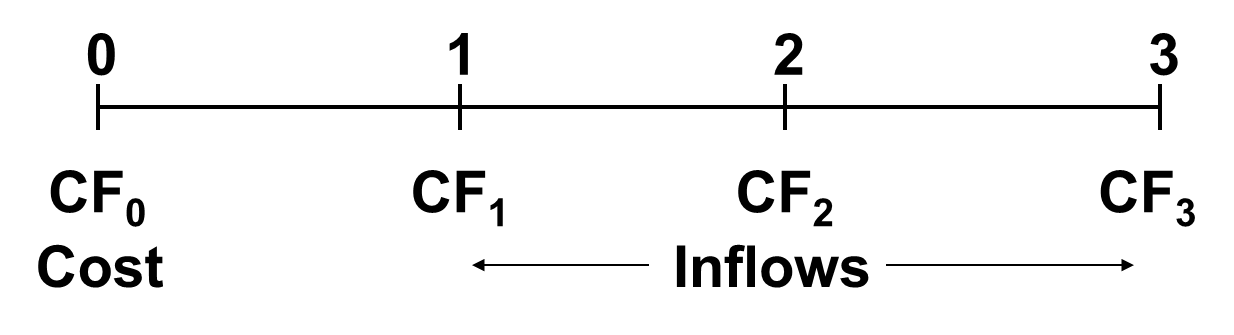 0 1 2 3
CF₀ CF₁ CF₂ CF₃
Cost Inflows